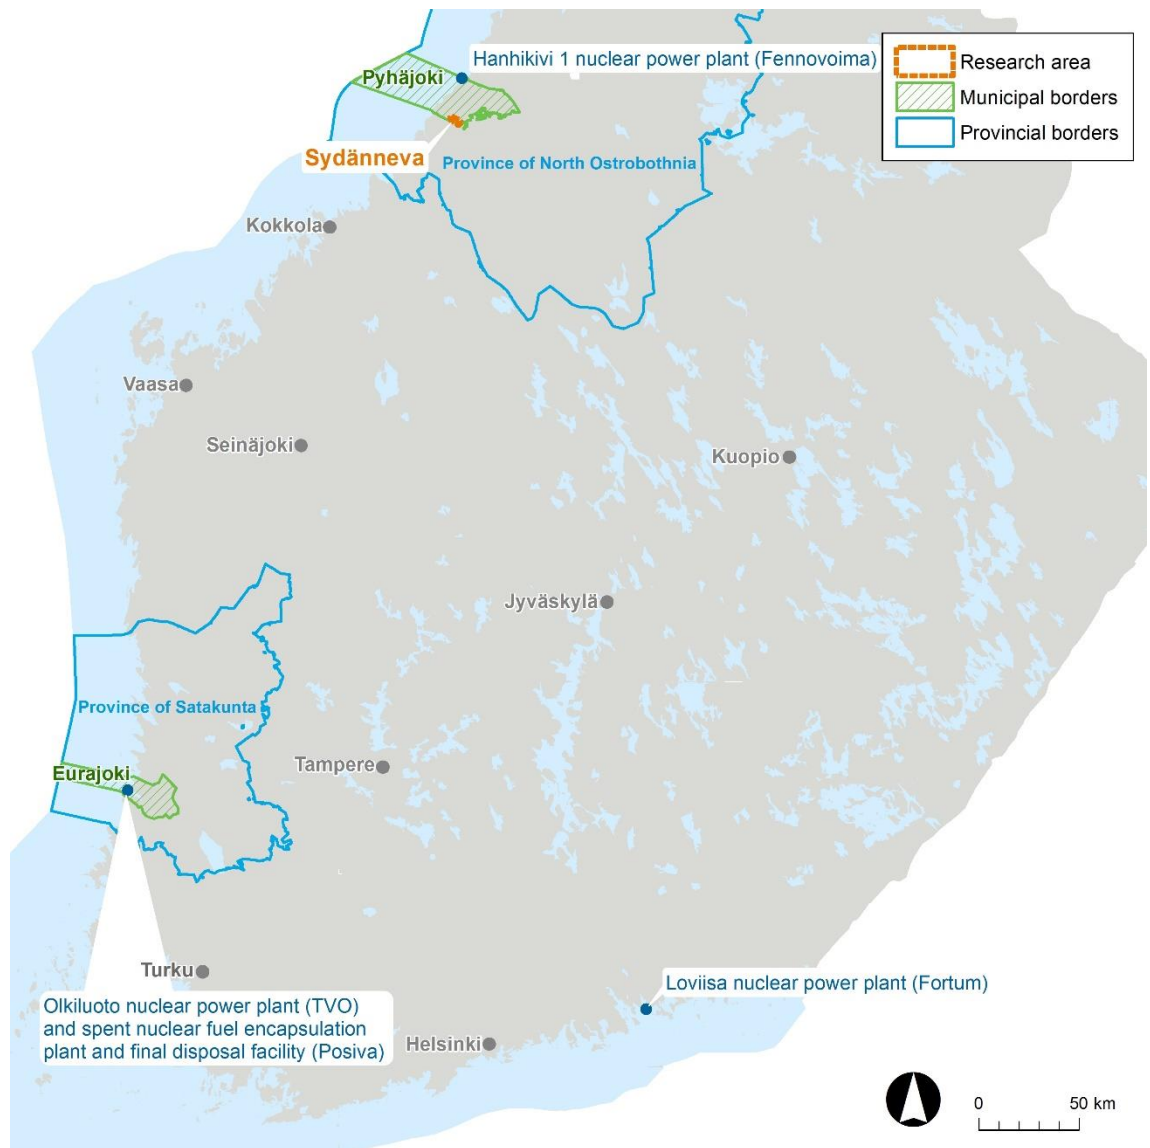 Hanhikivi 1 nuclear power plant (Fennovoima)
Pyhäjoki
Research area
Municipal borders
Provincial borders
Sydänneva
Province of North Ostrobothnia
Kokkola
Vaasa
Seinäjoki
Kuopio
Jyväskylä
Province of Satakunta
Tampere
Eurajoki
Turku
Loviisa nuclear power plant (Fortum)
Olkiluoto nuclear power plant (TVO)
and spent nuclear fuel encapsulation
plant and final disposal facility (Posiva)
Helsinki
0 50 km